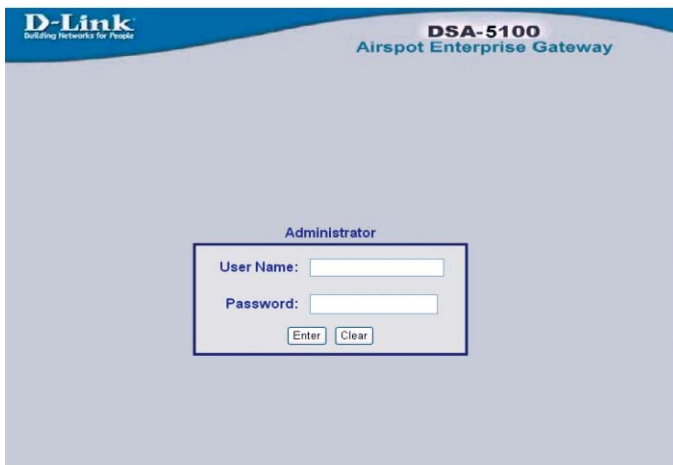 D-Link
Building Networks for People
DSA-5100
Airspot Enterprise Gateway
Administrator
User Name:
Password:
Enter Clear